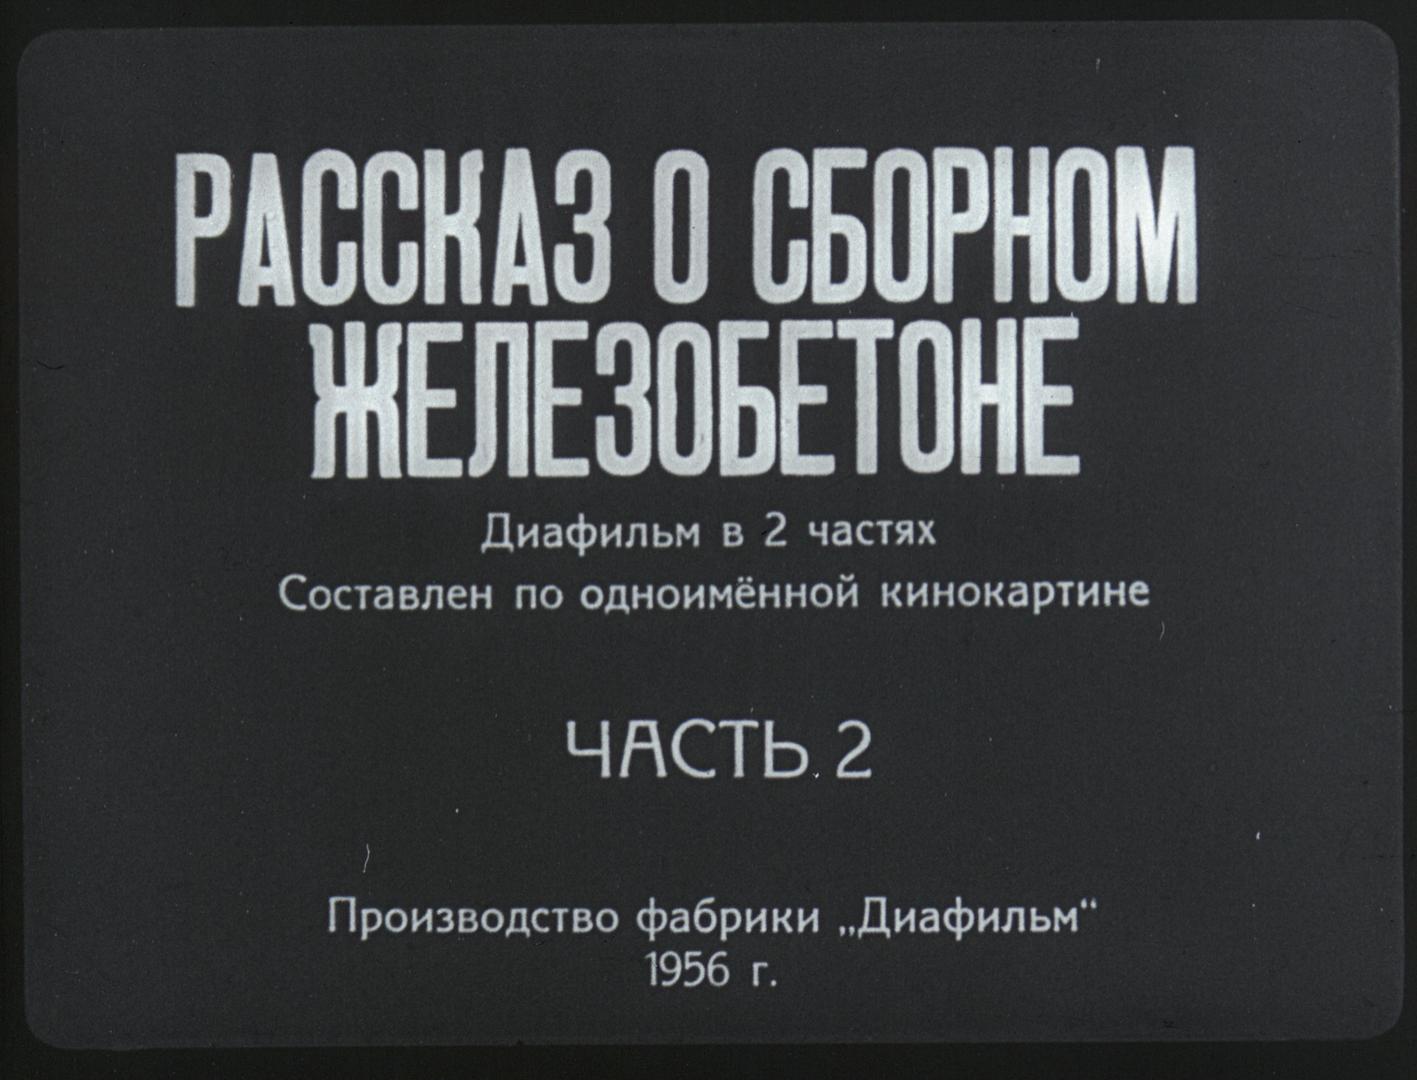 РАССКАЗ О СБОРНОМ
ЖЕЛЕЗОБЕТОНЕ
Диафильм в 2 частях
Составлен по одноимённой кинокартине
ЧАСТЬ 2
Производство фабрики „Диафильм“
1956 г.